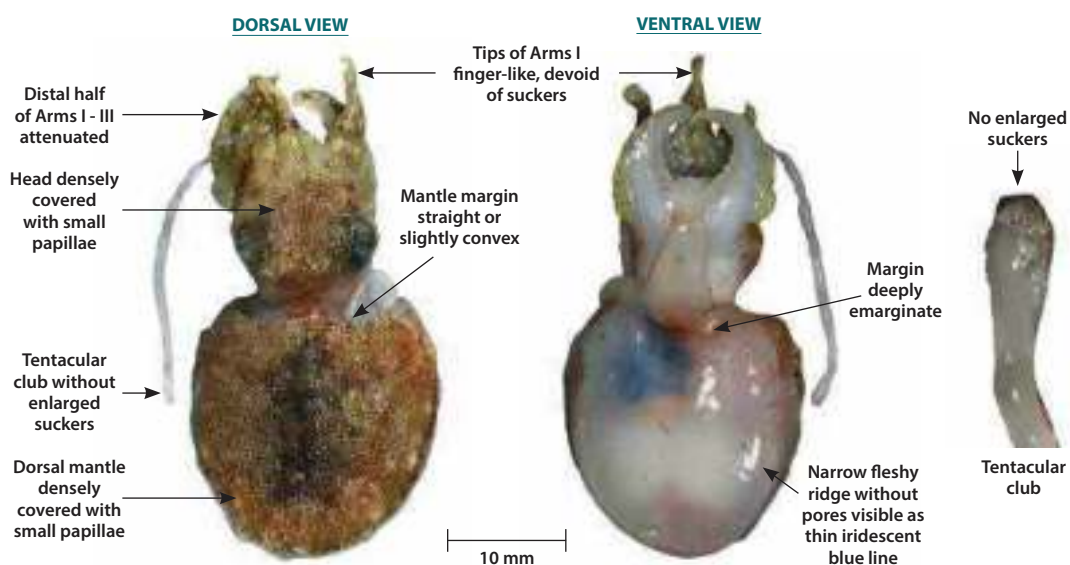 DORSAL VIEW
VENTRAL VIEW
Tips of Arms I
finger-like, devoid
of suckers
Distal half
of Arms I - III
attenuated
No enlarged
suckers
Head densely
covered
with small
papillae
Mantle margin
straight or
slightly convex
Margin
deeply
emarginate
Tentacular
club without
enlarged
suckers
Dorsal mantle
densely
covered with
small papillae
Narrow fleshy
ridge without
pores visible as
thin iridescent
blue line
Tentacular
club
10 mm